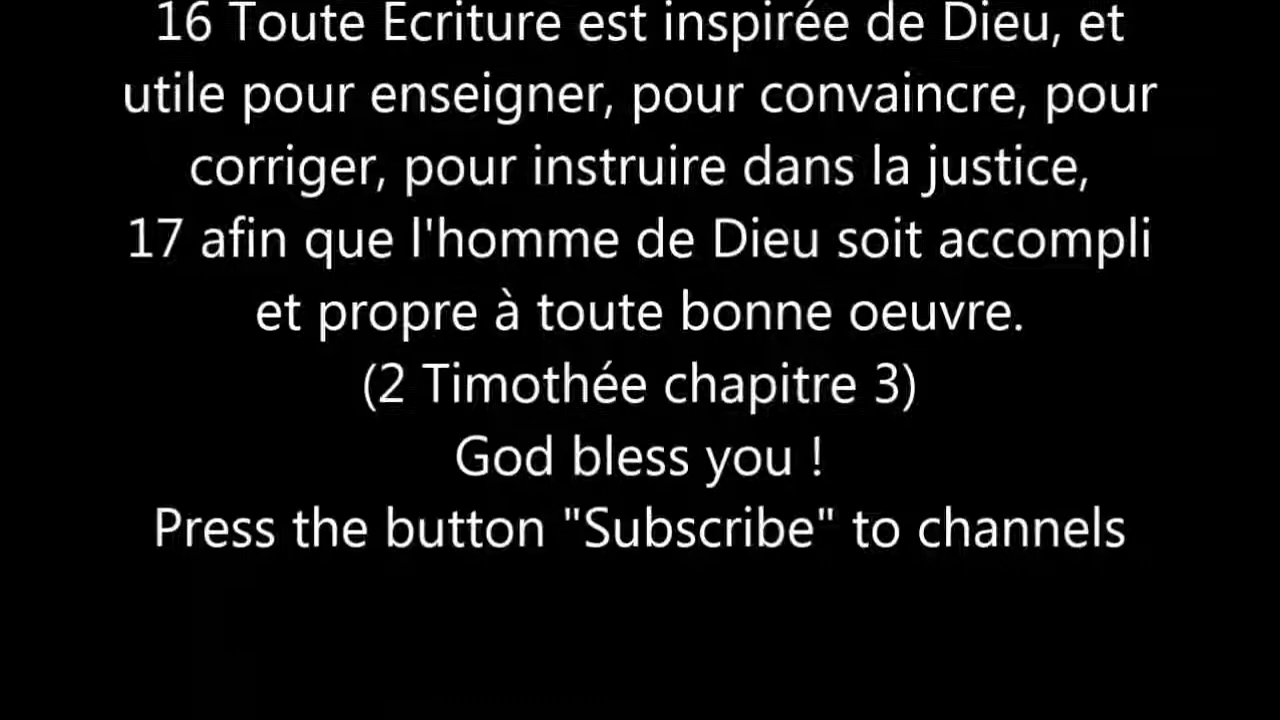 16 Toute Ecriture est inspirée de Dieu, et
utile pour enseigner, pour convaincre, pour
corriger, pour instruire dans la justice,
17 afin que l'homme de Dieu soit accompli
et propre à toute bonne oeuvre.
(2 Timothée chapitre 3)
God bless you !
Press the button "Subscribe" to channels